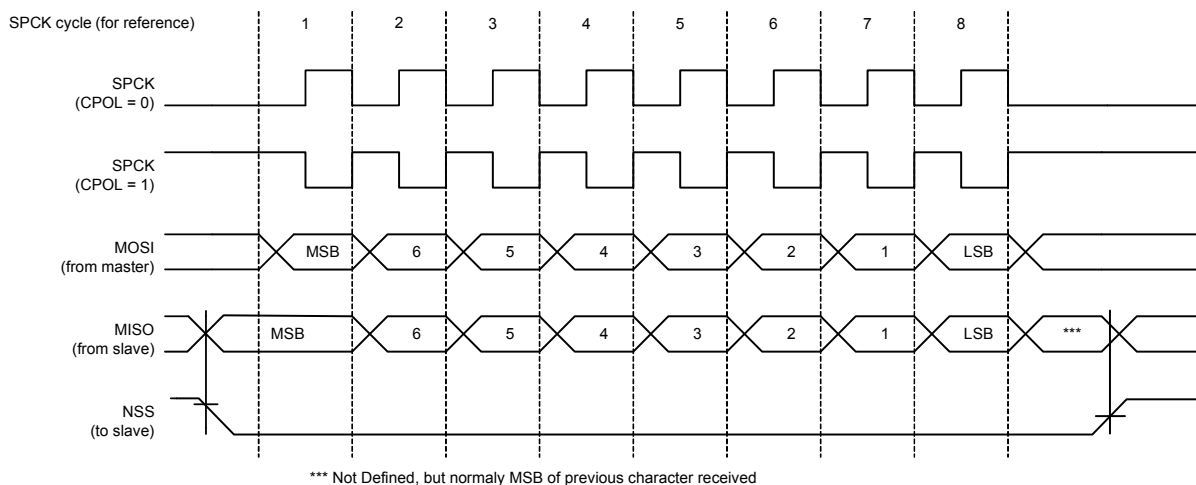 SPCK cycle (for reference) 1 2 3 4 5 6 7 8
SPCK
(CPOL = 0)
SPCK
(CPOL = 1)
MOSI
(from master)
MSB 6 5 4 3 2 1 LSB
MISO
(from slave)
MSB 6 5 4 3 2 1 LSB ***
NSS
(to slave)
*** Not Defined, but normaly MSB of previous character received